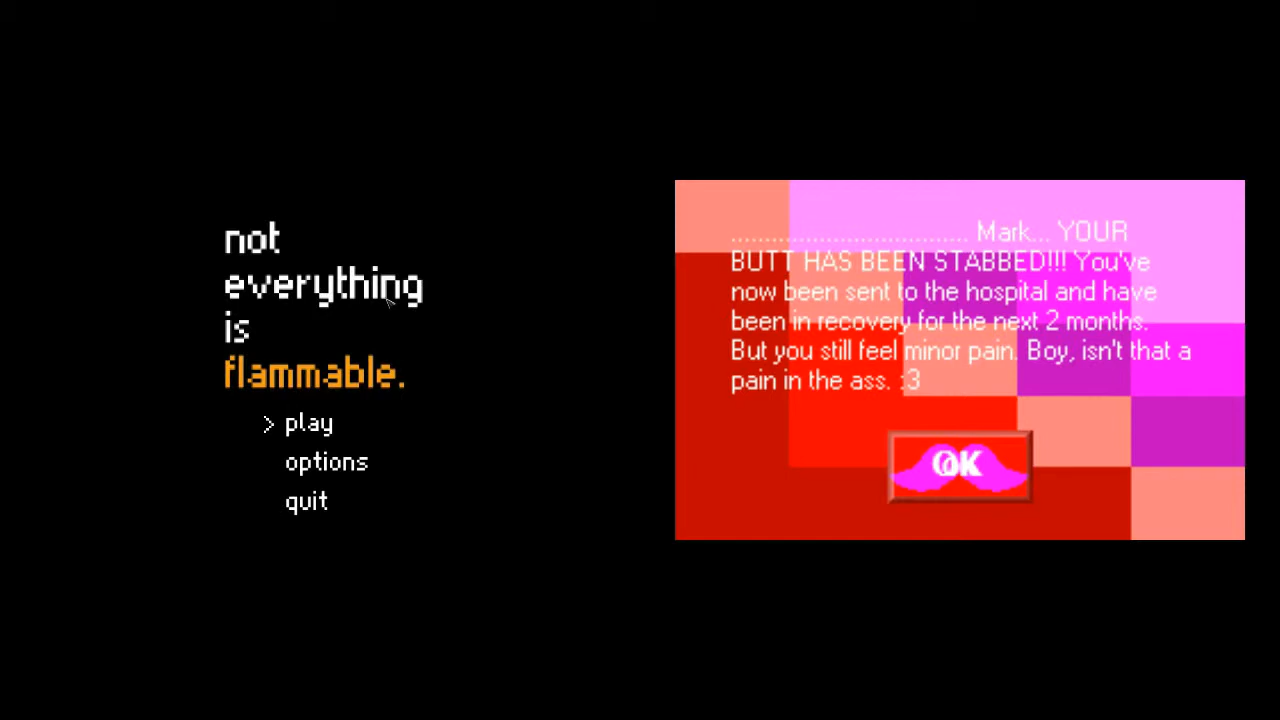 not
everything
is
flammable.
> play
options
quit
................................... Mark... YOUR
BUTT HAS BEEN STABBED!!! You've
now been sent to the hospital and have
been in recovery for the next 2 months.
But you still feel minor pain. Boy, isn't that a
pain in the ass. :3
OK